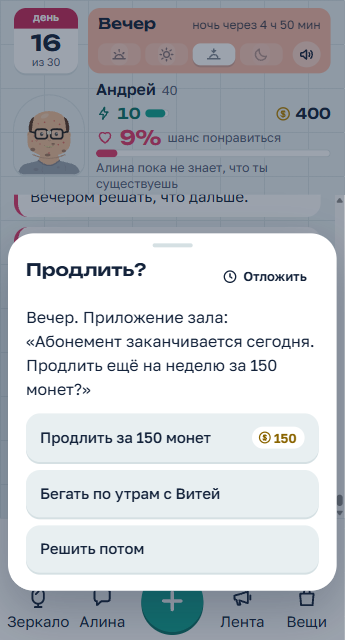 день
16
из 30
Вечер
ночь через 4 ч 50 мин
Андрей 40
10
400
9% шанс понравиться
Алина пока не знает, что ты
существуешь
Вечером решать, что дальше.
Продлить?
Отложить
Вечер. Приложение зала:
«Абонемент заканчивается сегодня.
Продлить ещё на неделю за 150
монет?»
Продлить за 150 монет
150
Бегать по утрам с Витей
Решить потом
Зеркало
Алина
Лента
Вещи